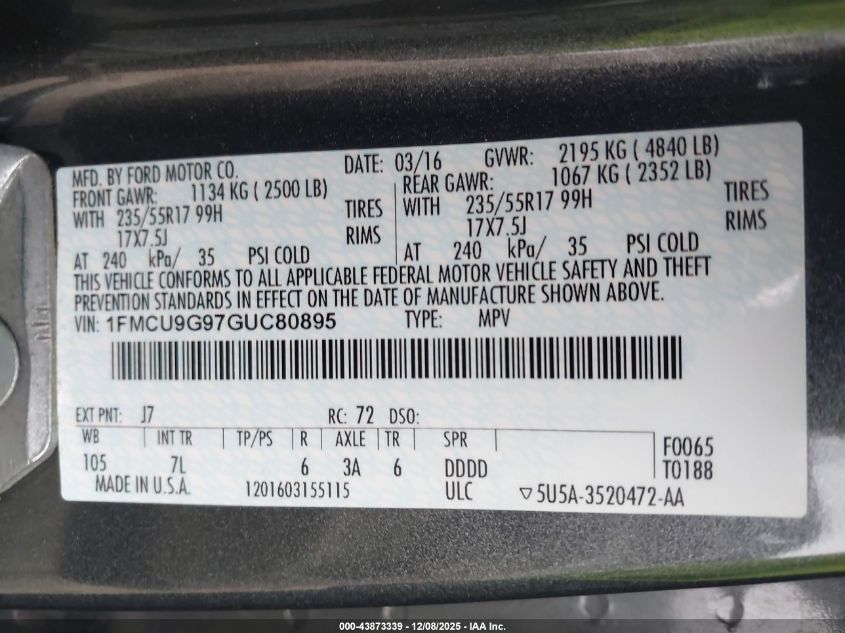 MFD. BY FORD MOTOR CO. DATE: 03/16 GVWR: 2195 KG ( 4840 LB)
FRONT GAWR: 1134 KG ( 2500 LB) REAR GAWR: 1067 KG ( 2352 LB)
WITH 235/55R17 99H TIRES WITH 235/55R17 99H TIRES
17X7.5J RIMS 17X7.5J RIMS
AT 240 kPa/ 35 PSI COLD AT 240 kPa/ 35 PSI COLD
THIS VEHICLE CONFORMS TO ALL APPLICABLE FEDERAL MOTOR VEHICLE SAFETY AND THEFT
PREVENTION STANDARDS IN EFFECT ON THE DATE OF MANUFACTURE SHOWN ABOVE.
VIN: 1FMCU9G97GUC80895 TYPE: MPV
EXT PNT: J7 RC: 72 DSO:
WB INT TR TP/PS R AXLE TR SPR F0065
105 7L 6 3A 6 DDDD T0188
MADE IN U.S.A. 1201603155115 ULC ▽5U5A-3520472-AA
000-43873339 - 12/08/2025 - IAA Inc.